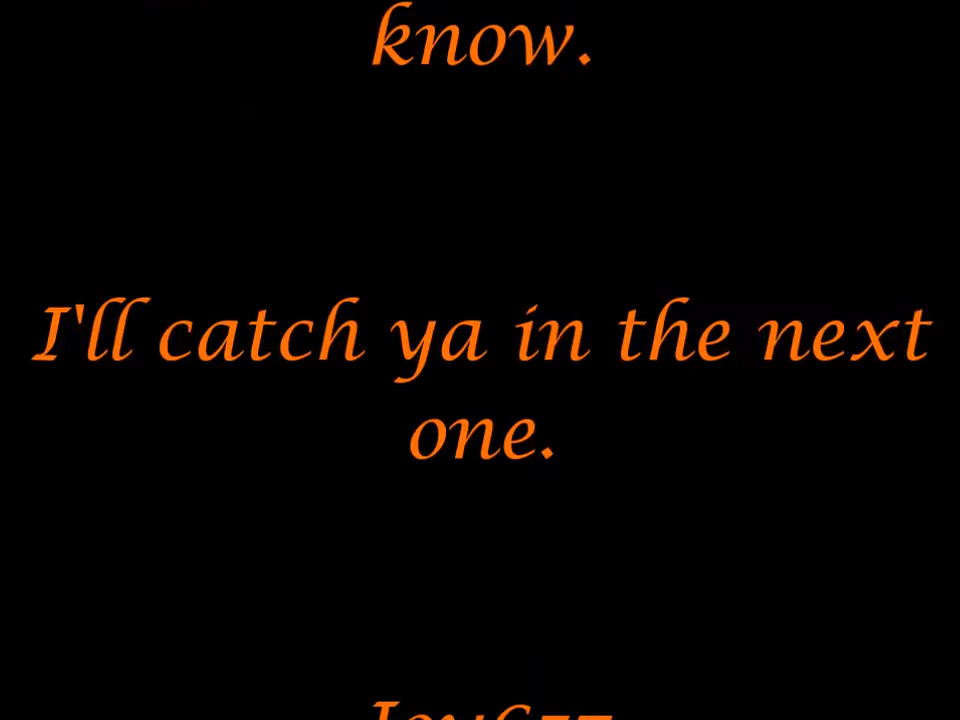 know.
I'll catch ya in the next
one.